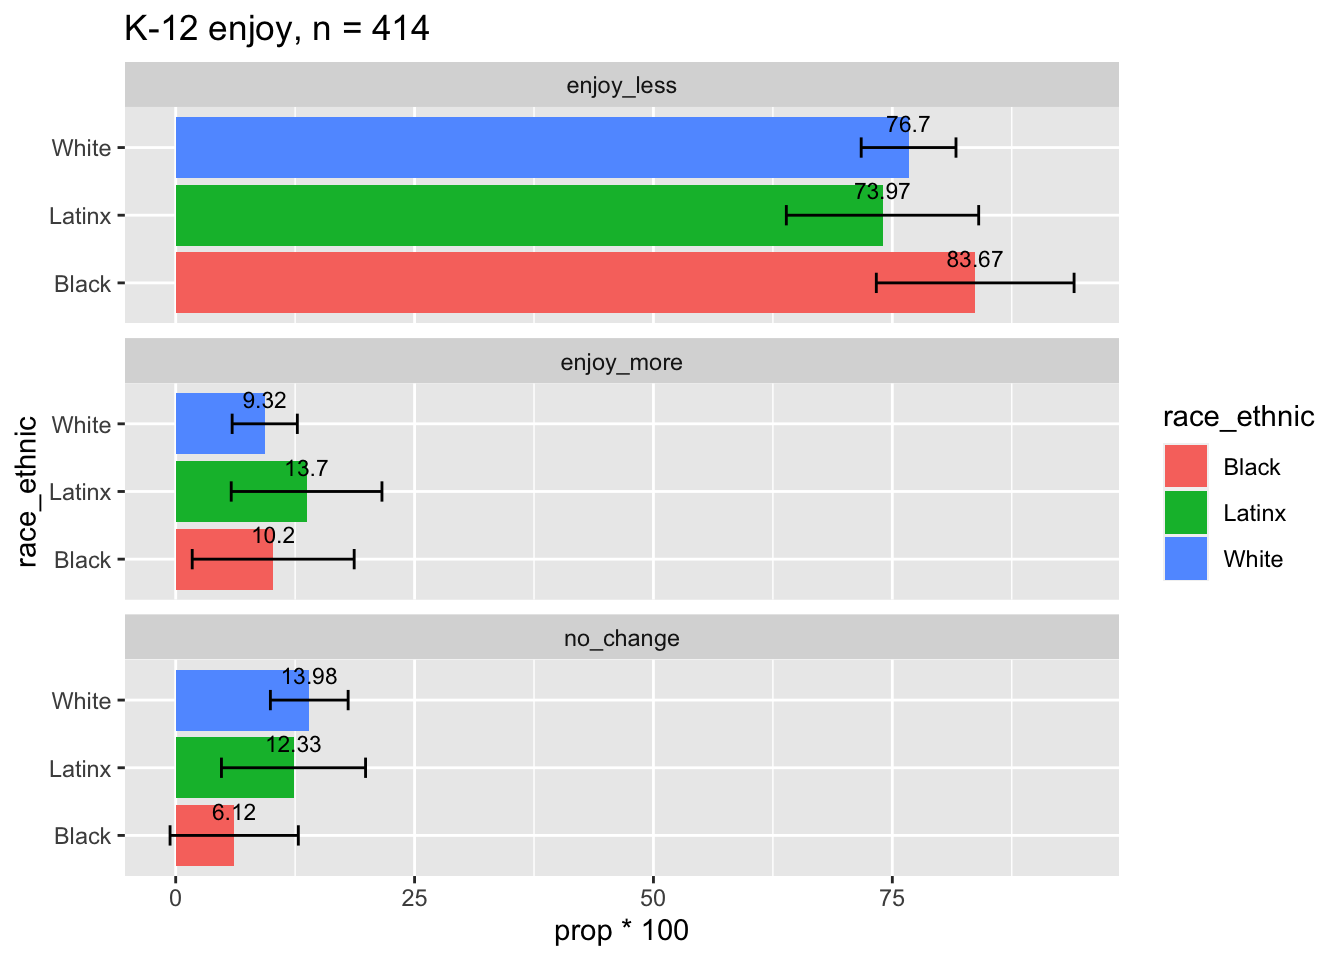 K-12 enjoy, n = 414
enjoy_less
White
76.7
Latinx
73.97
Black
83.67
enjoy_more
White
9.32
Latinx
13.7
Black
10.2
no_change
White
13.98
Latinx
12.33
Black
6.12
0
25
50
75
prop * 100
race_ethnic
race_ethnic
Black
Latinx
White